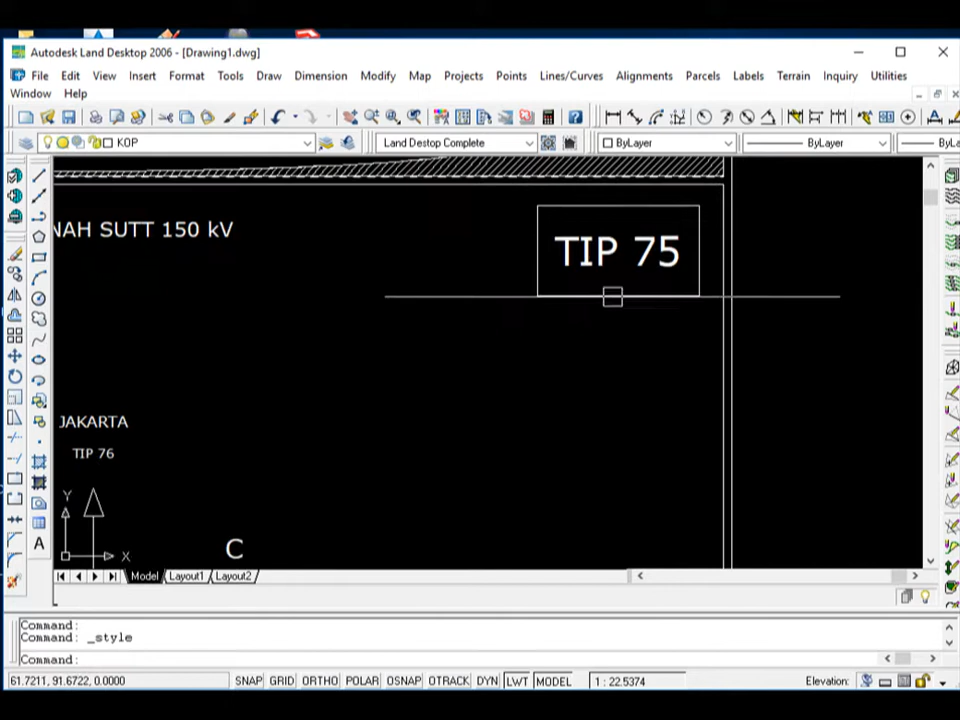 Autodesk Land Desktop 2006 - [Drawing1.dwg]
File Edit View Insert Format Tools Draw Dimension Modify Map Projects Points Lines/Curves Alignments Parcels Labels Terrain Inquiry Utilities
Window Help
KOP Land Destop Complete ByLayer ByLayer
NAH SUTT 150 kV
TIP 75
JAKARTA
TIP 76
Y
X
C
Model Layout1 Layout2
Command:
Command: _style
Command:
61.7211, 91.6722, 0.0000 SNAP GRID ORTHO POLAR OSNAP OTRACK DYN LWT MODEL 1 : 22.5374 Elevation: